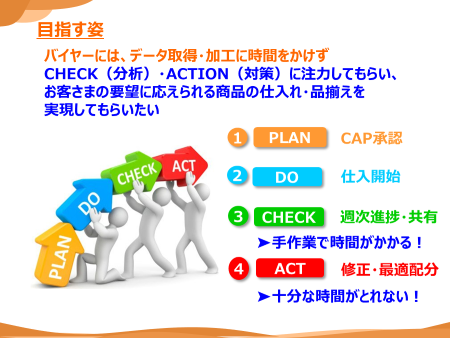 目指す姿
バイヤーには、データ取得・加工に時間をかけず
CHECK（分析）・ACTION（対策）に注力してもらい、
お客さまの要望に応えられる商品の仕入れ・品揃えを
実現してもらいたい
1 PLAN CAP承認
2 DO 仕入開始
3 CHECK 週次進捗・共有
➤手作業で時間がかかる！
4 ACT 修正・最適配分
➤十分な時間がとれない！
PLAN
DO
CHECK
ACT